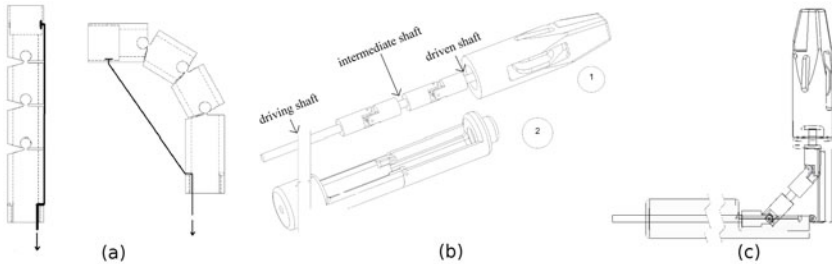 driving shaft
intermediate shaft
driven shaft
1
2
(a)
(b)
(c)